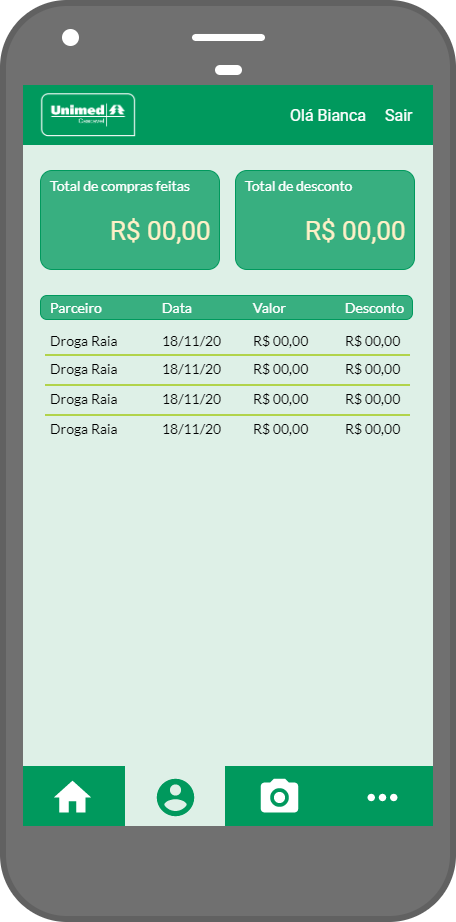 Unimed
Olá Bianca Sair
Total de compras feitas Total de desconto
R$ 00,00 R$ 00,00
Parceiro Data Valor Desconto
Droga Raia 18/11/20 R$ 00,00 R$ 00,00
Droga Raia 18/11/20 R$ 00,00 R$ 00,00
Droga Raia 18/11/20 R$ 00,00 R$ 00,00
Droga Raia 18/11/20 R$ 00,00 R$ 00,00